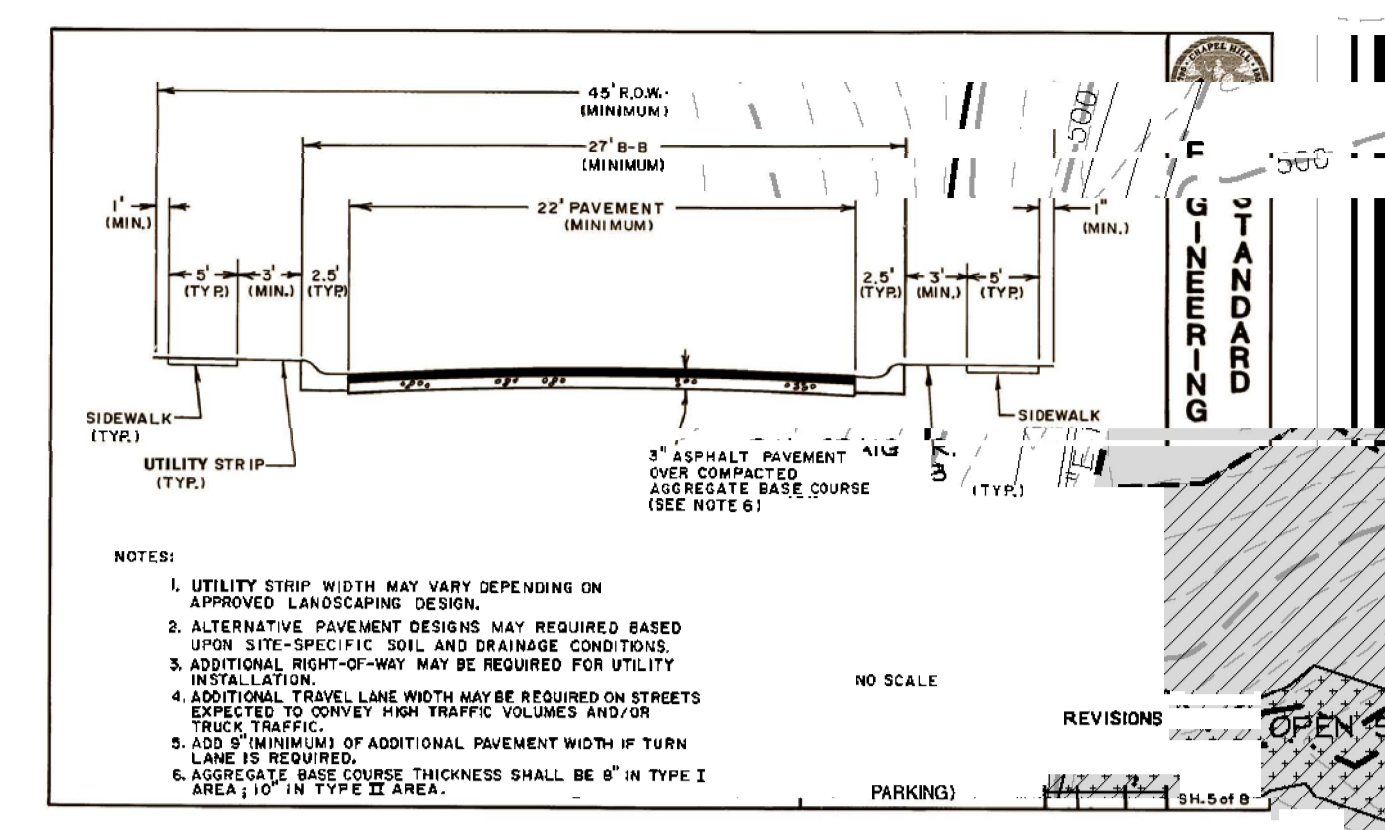 CHAPEL HILL
45' R.O.W.
(MINIMUM)
27' B-B
(MINIMUM)
500
500
1'
(MIN.)
22' PAVEMENT
(MINIMUM)
1"
(MIN.)
5'
(TYP.)
3'
(MIN.)
2.5'
(TYP.)
2.5'
(TYP.)
3'
(MIN.)
5'
(TYP.)
GINEERING
STANDARD
SIDEWALK
(TYP.)
SIDEWALK
UTILITY STRIP
(TYP.)
3" ASPHALT PAVEMENT
OVER COMPACTED
AGGREGATE BASE COURSE
(SEE NOTE 6)
(TYP.)
NOTES:
1. UTILITY STRIP WIDTH MAY VARY DEPENDING ON
APPROVED LANDSCAPING DESIGN.
2. ALTERNATIVE PAVEMENT DESIGNS MAY REQUIRED BASED
UPON SITE-SPECIFIC SOIL AND DRAINAGE CONDITIONS.
3. ADDITIONAL RIGHT-OF-WAY MAY BE REQUIRED FOR UTILITY
INSTALLATION.
4. ADDITIONAL TRAVEL LANE WIDTH MAY BE REQUIRED ON STREETS
EXPECTED TO CONVEY HIGH TRAFFIC VOLUMES AND/OR
TRUCK TRAFFIC.
5. ADD 9" (MINIMUM) OF ADDITIONAL PAVEMENT WIDTH IF TURN
LANE IS REQUIRED.
6. AGGREGATE BASE COURSE THICKNESS SHALL BE 8" IN TYPE I
AREA; 10" IN TYPE II AREA.
NO SCALE
REVISIONS
OPEN
PARKING)
SH. 5 of 8